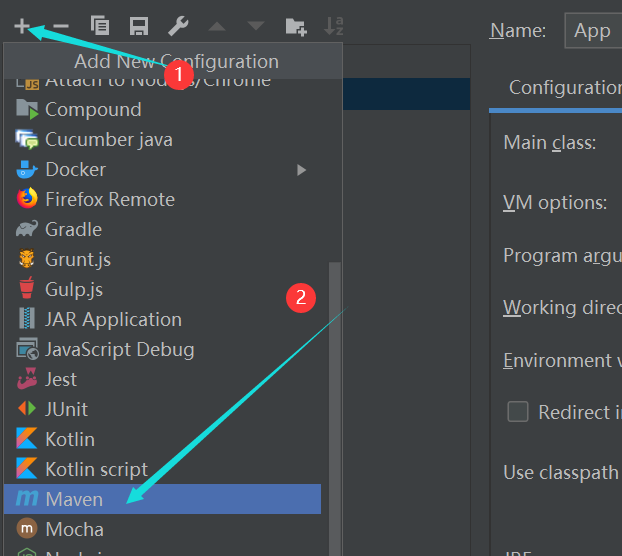 Name: App
Add New Configuration
1
Attach to Node.js/Chrome
Compound
Configuration
Cucumber java
Main class:
Docker
Firefox Remote
VM options:
Gradle
Grunt.js
Program argu
Gulp.js
2
JAR Application
Working direc
JavaScript Debug
Environment v
Jest
JUnit
Redirect i
Kotlin
Kotlin script
Use classpath
m Maven
m Mocha